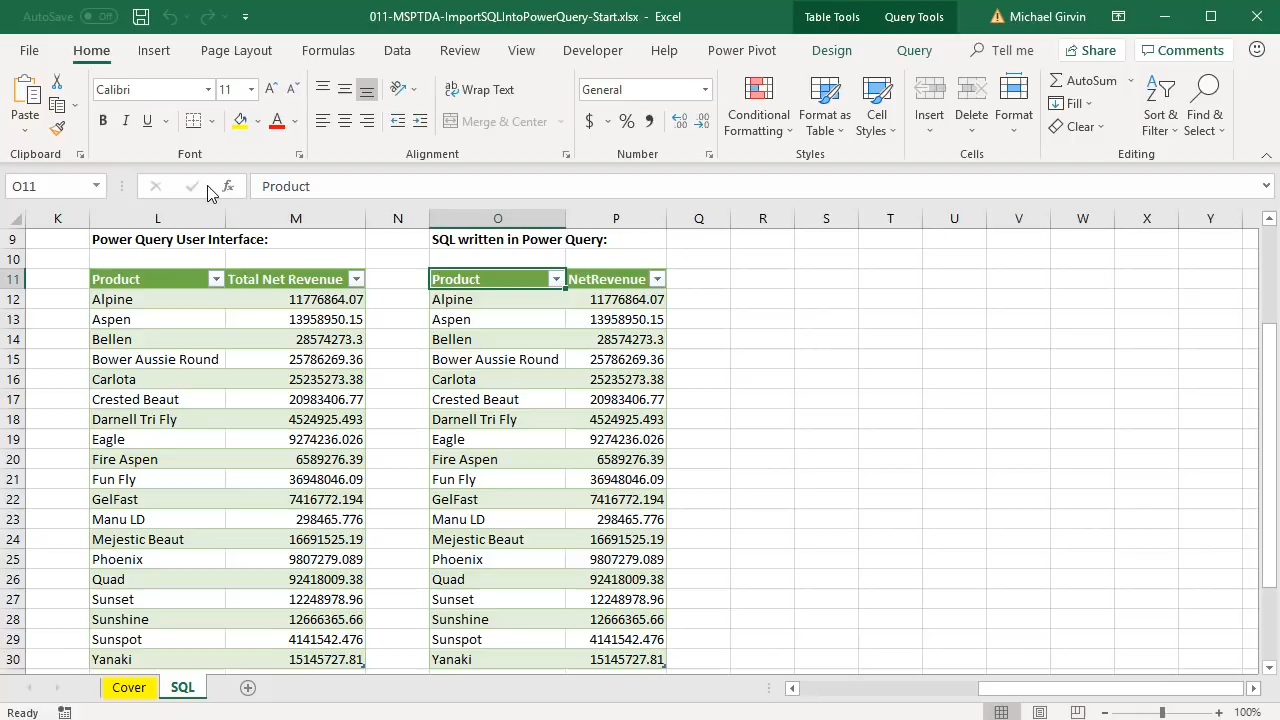 AutoSave Off 011-MSPTDA-ImportSQLIntoPowerQuery-Start.xlsx - Excel Table Tools Query Tools Michael Girvin
File Home Insert Draw Page Layout Formulas Data Review View Developer Help Power Pivot Design Query Tell me Share Comments
Paste Calibri 11 Wrap Text General Conditional Formatting Format as Table Cell Styles Insert Delete Format AutoSum Sort & Filter Find & Select
B I U Merge & Center $ % Fill
Clear
Clipboard Font Alignment Number Styles Cells Editing
O11 fx Product
K L M N O P Q R S T U V W X Y
9 Power Query User Interface: SQL written in Power Query:
10
11 Product Total Net Revenue Product NetRevenue
12 Alpine 11776864.07 Alpine 11776864.07
13 Aspen 13958950.15 Aspen 13958950.15
14 Bellen 28574273.3 Bellen 28574273.3
15 Bower Aussie Round 25786269.36 Bower Aussie Round 25786269.36
16 Carlota 25235273.38 Carlota 25235273.38
17 Crested Beaut 20983406.77 Crested Beaut 20983406.77
18 Darnell Tri Fly 4524925.493 Darnell Tri Fly 4524925.493
19 Eagle 9274236.026 Eagle 9274236.026
20 Fire Aspen 6589276.39 Fire Aspen 6589276.39
21 Fun Fly 36948046.09 Fun Fly 36948046.09
22 GelFast 7416772.194 GelFast 7416772.194
23 Manu LD 298465.776 Manu LD 298465.776
24 Mejestic Beaut 16691525.19 Mejestic Beaut 16691525.19
25 Phoenix 9807279.089 Phoenix 9807279.089
26 Quad 92418009.38 Quad 92418009.38
27 Sunset 12248978.96 Sunset 12248978.96
28 Sunshine 12666365.66 Sunshine 12666365.66
29 Sunspot 4141542.476 Sunspot 4141542.476
30 Yanaki 15145727.81 Yanaki 15145727.81
Cover SQL
Ready 100%